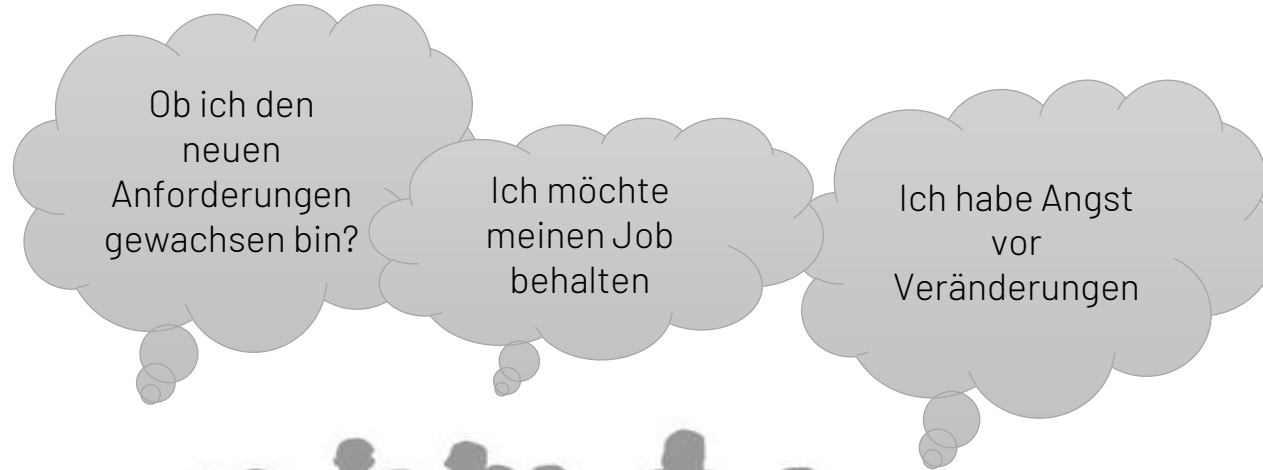 Ob ich den
neuen
Anforderungen
gewachsen bin?
Ich möchte
meinen Job
behalten
Ich habe Angst
vor
Veränderungen